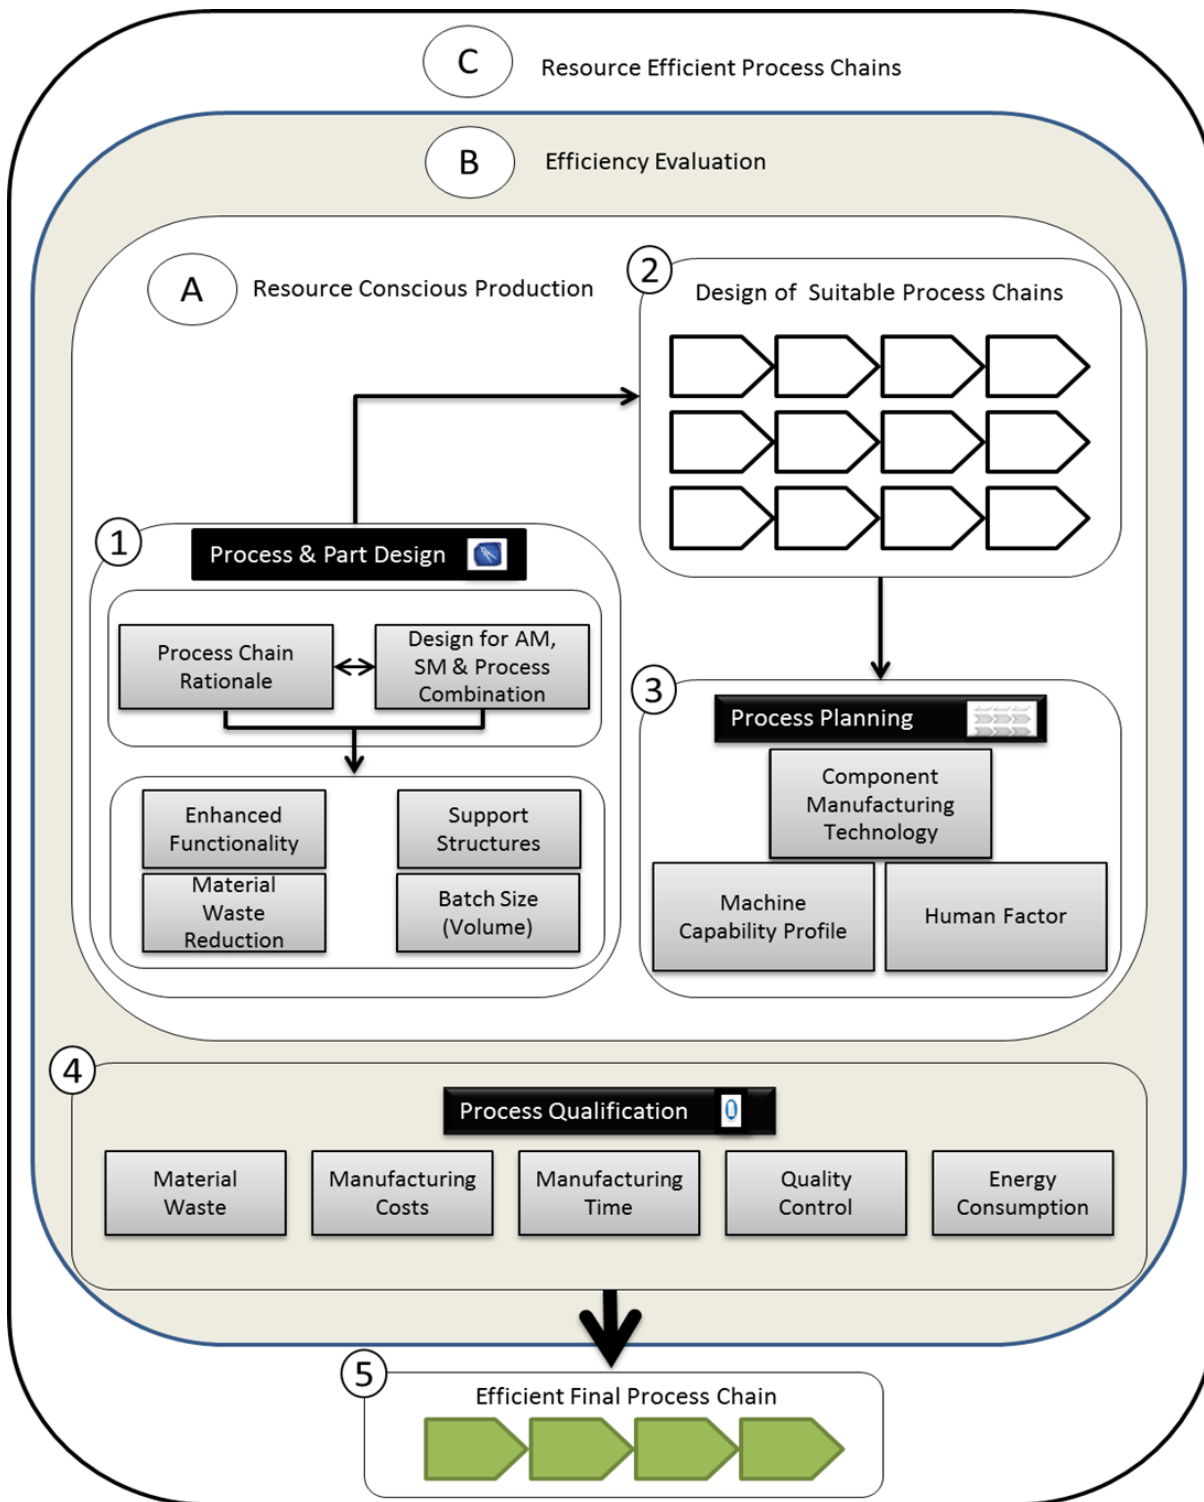 C
Resource Efficient Process Chains
B
Efficiency Evaluation
A
Resource Conscious Production
2
Design of Suitable Process Chains
1
Process & Part Design
Process Chain
Rationale
Design for AM,
SM & Process
Combination
Enhanced
Functionality
Support
Structures
Material
Waste
Reduction
Batch Size
(Volume)
3
Process Planning
Component
Manufacturing
Technology
Machine
Capability Profile
Human Factor
4
Process Qualification
0
Material
Waste
Manufacturing
Costs
Manufacturing
Time
Quality
Control
Energy
Consumption
5
Efficient Final Process Chain